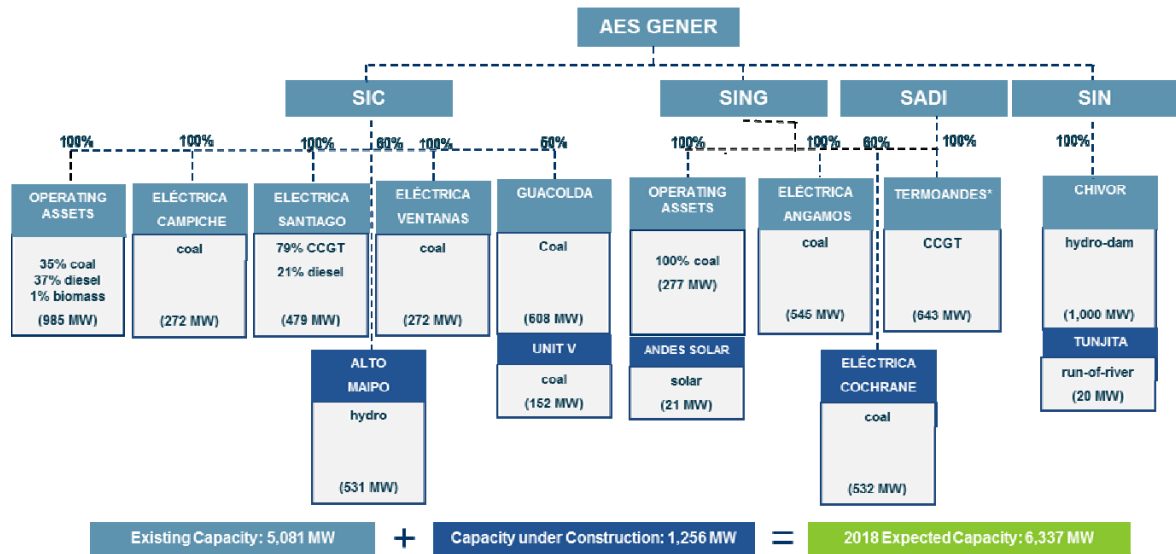 AES GENER
SIC
SING
SADI
SIN
100%
100%
100%
60%
100%
50%
100%
100%
60%
100%
100%
OPERATING
ASSETS
35% coal
37% diesel
1% biomass
(985 MW)
ELÉCTRICA
CAMPICHE
coal
(272 MW)
ELECTRICA
SANTIAGO
79% CCGT
21% diesel
(479 MW)
ELÉCTRICA
VENTANAS
coal
(272 MW)
GUACOLDA
Coal
(608 MW)
UNIT V
coal
(152 MW)
OPERATING
ASSETS
100% coal
(277 MW)
ANDES SOLAR
solar
(21 MW)
ELÉCTRICA
ANGAMOS
coal
(545 MW)
TERMOANDES*
CCGT
(643 MW)
CHIVOR
hydro-dam
(1,000 MW)
TUNJITA
run-of-river
(20 MW)
ALTO
MAIPO
hydro
(531 MW)
ELÉCTRICA
COCHRANE
coal
(532 MW)
Existing Capacity: 5,081 MW + Capacity under Construction: 1,256 MW = 2018 Expected Capacity: 6,337 MW